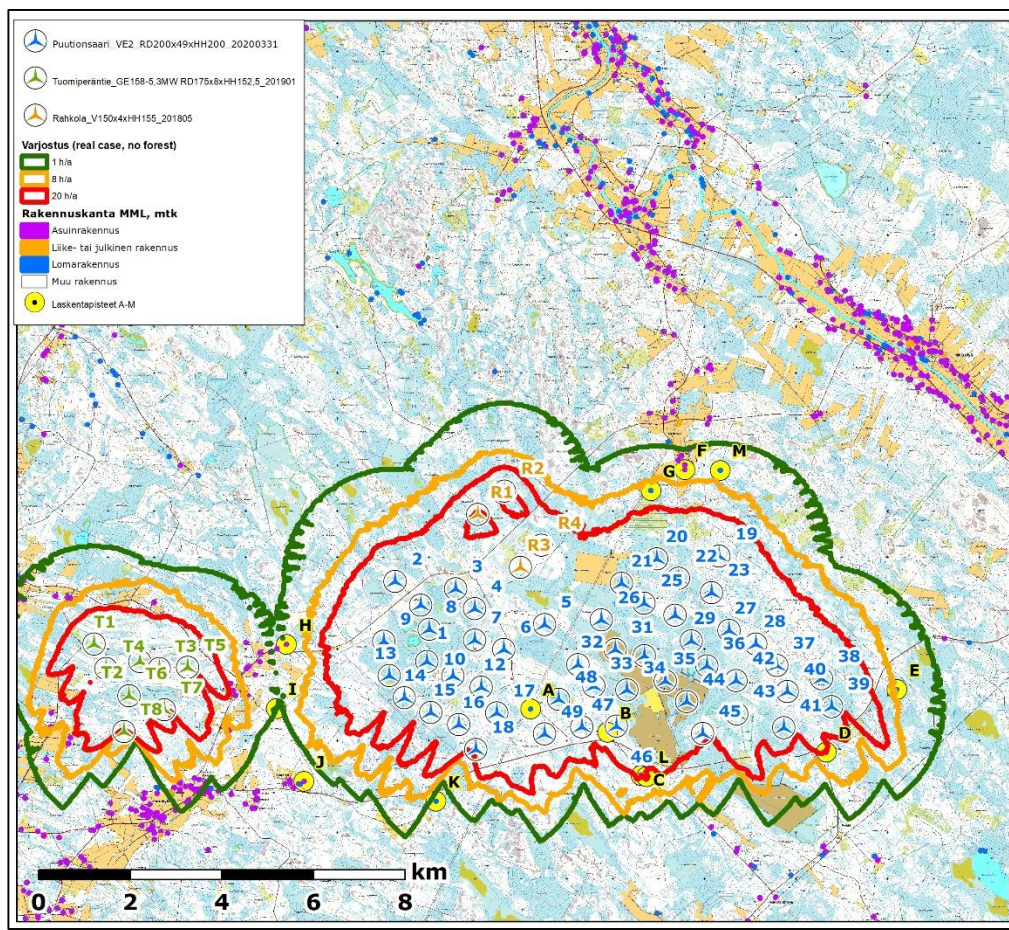 Puutionsaari_VE2_RD200x49xHH200_20200331
Tuomiperäntie_GE158-5,3MW RD175x8xHH152,5_201901
Rahkola_V150x4xHH155_201805
Varjostus (real case, no forest)
1 h/a
8 h/a
20 h/a
Rakennuskanta MML, mtk
Asuinrakennus
Liike- tai julkinen rakennus
Lomarakennus
Muu rakennus
Laskentapisteet A-M
F M
R2
G
R1
R4
20 19
R3
21 22
2 3 23
25
4
8 5 26 27
9 7 29 28
1 6 31
H
T1 13 32 36 37
T4 T3 T5 10 12 33 34 35 42 38
T2 T6 14 40 E
T7 15 17 A 43 39
I
T8 16 48 47
18 49 B 45 41
D
46 L
J C
K
km
0 2 4 6 8